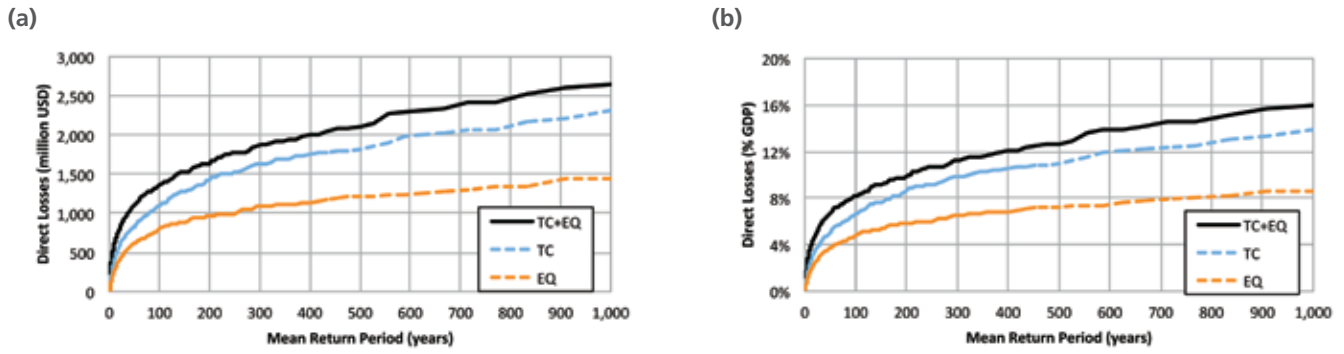 (a)
3,000
2,500
2,000
1,500
1,000
500
0
Direct Losses (million USD)
TC+EQ
TC
EQ
0 100 200 300 400 500 600 700 800 900 1,000
Mean Return Period (years)
(b)
20%
16%
12%
8%
4%
0%
Direct Losses (% GDP)
TC+EQ
TC
EQ
0 100 200 300 400 500 600 700 800 900 1,000
Mean Return Period (years)